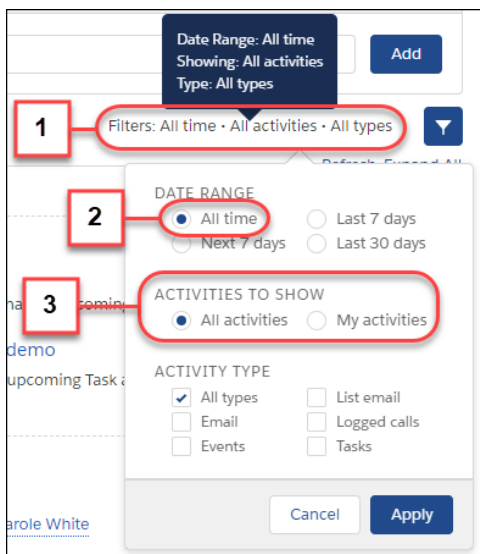 Date Range: All time
Showing: All activities
Type: All types
Add
1
Filters: All time • All activities • All types
Refresh Expand All
DATE RANGE
2
All time
Last 7 days
Next 7 days
Last 30 days
3
ACTIVITIES TO SHOW
All activities
My activities
demo
upcoming Task
ACTIVITY TYPE
All types
List email
Email
Logged calls
Events
Tasks
Cancel
Apply
arole White